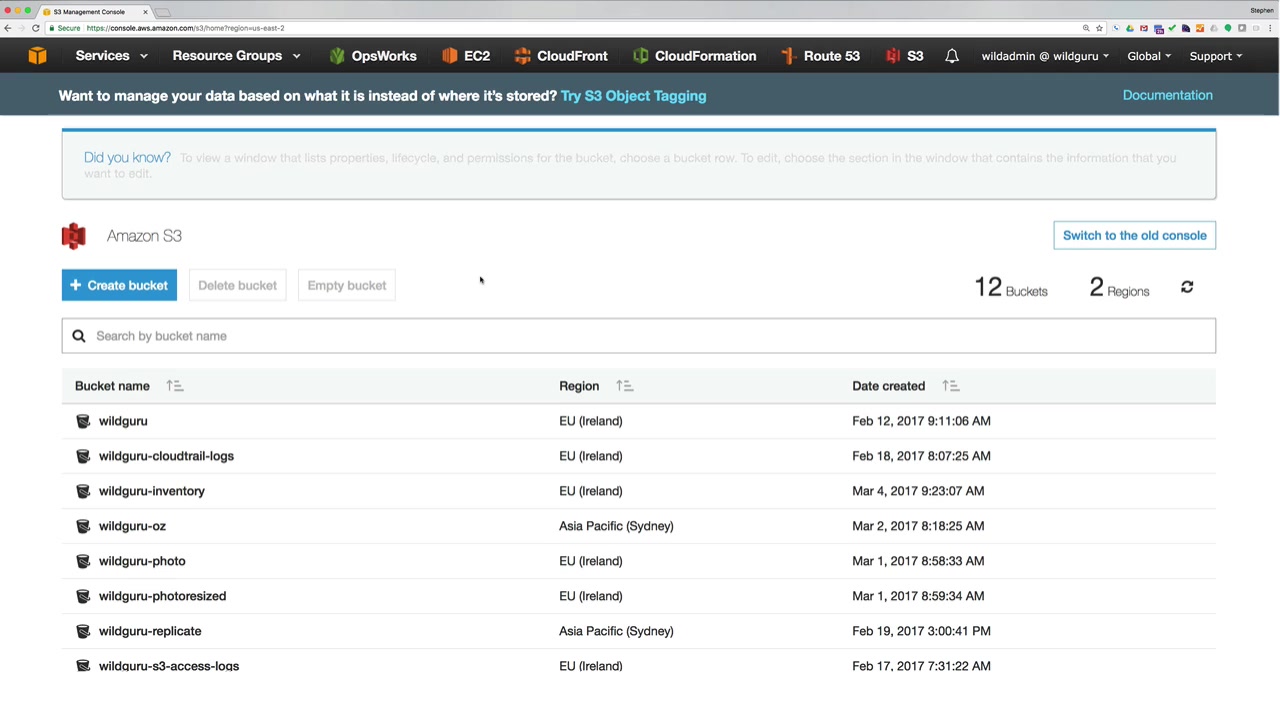 S3 Management Console
Stephen
Secure https://console.aws.amazon.com/s3/home?region=us-east-2
Services Resource Groups OpsWorks EC2 CloudFront CloudFormation Route 53 S3 wildadmin @ wildguru Global Support
Want to manage your data based on what it is instead of where it's stored? Try S3 Object Tagging Documentation
Did you know? To view a window that lists properties, lifecycle, and permissions for the bucket, choose a bucket row. To edit, choose the section in the window that contains the information that you
want to edit.
Amazon S3 Switch to the old console
+ Create bucket Delete bucket Empty bucket 12 Buckets 2 Regions
Search by bucket name
Bucket name Region Date created
wildguru EU (Ireland) Feb 12, 2017 9:11:06 AM
wildguru-cloudtrail-logs EU (Ireland) Feb 18, 2017 8:07:25 AM
wildguru-inventory EU (Ireland) Mar 4, 2017 9:23:07 AM
wildguru-oz Asia Pacific (Sydney) Mar 2, 2017 8:18:25 AM
wildguru-photo EU (Ireland) Mar 1, 2017 8:58:33 AM
wildguru-photoresized EU (Ireland) Mar 1, 2017 8:59:34 AM
wildguru-replicate Asia Pacific (Sydney) Feb 19, 2017 3:00:41 PM
wildguru-s3-access-logs EU (Ireland) Feb 17, 2017 7:31:22 AM